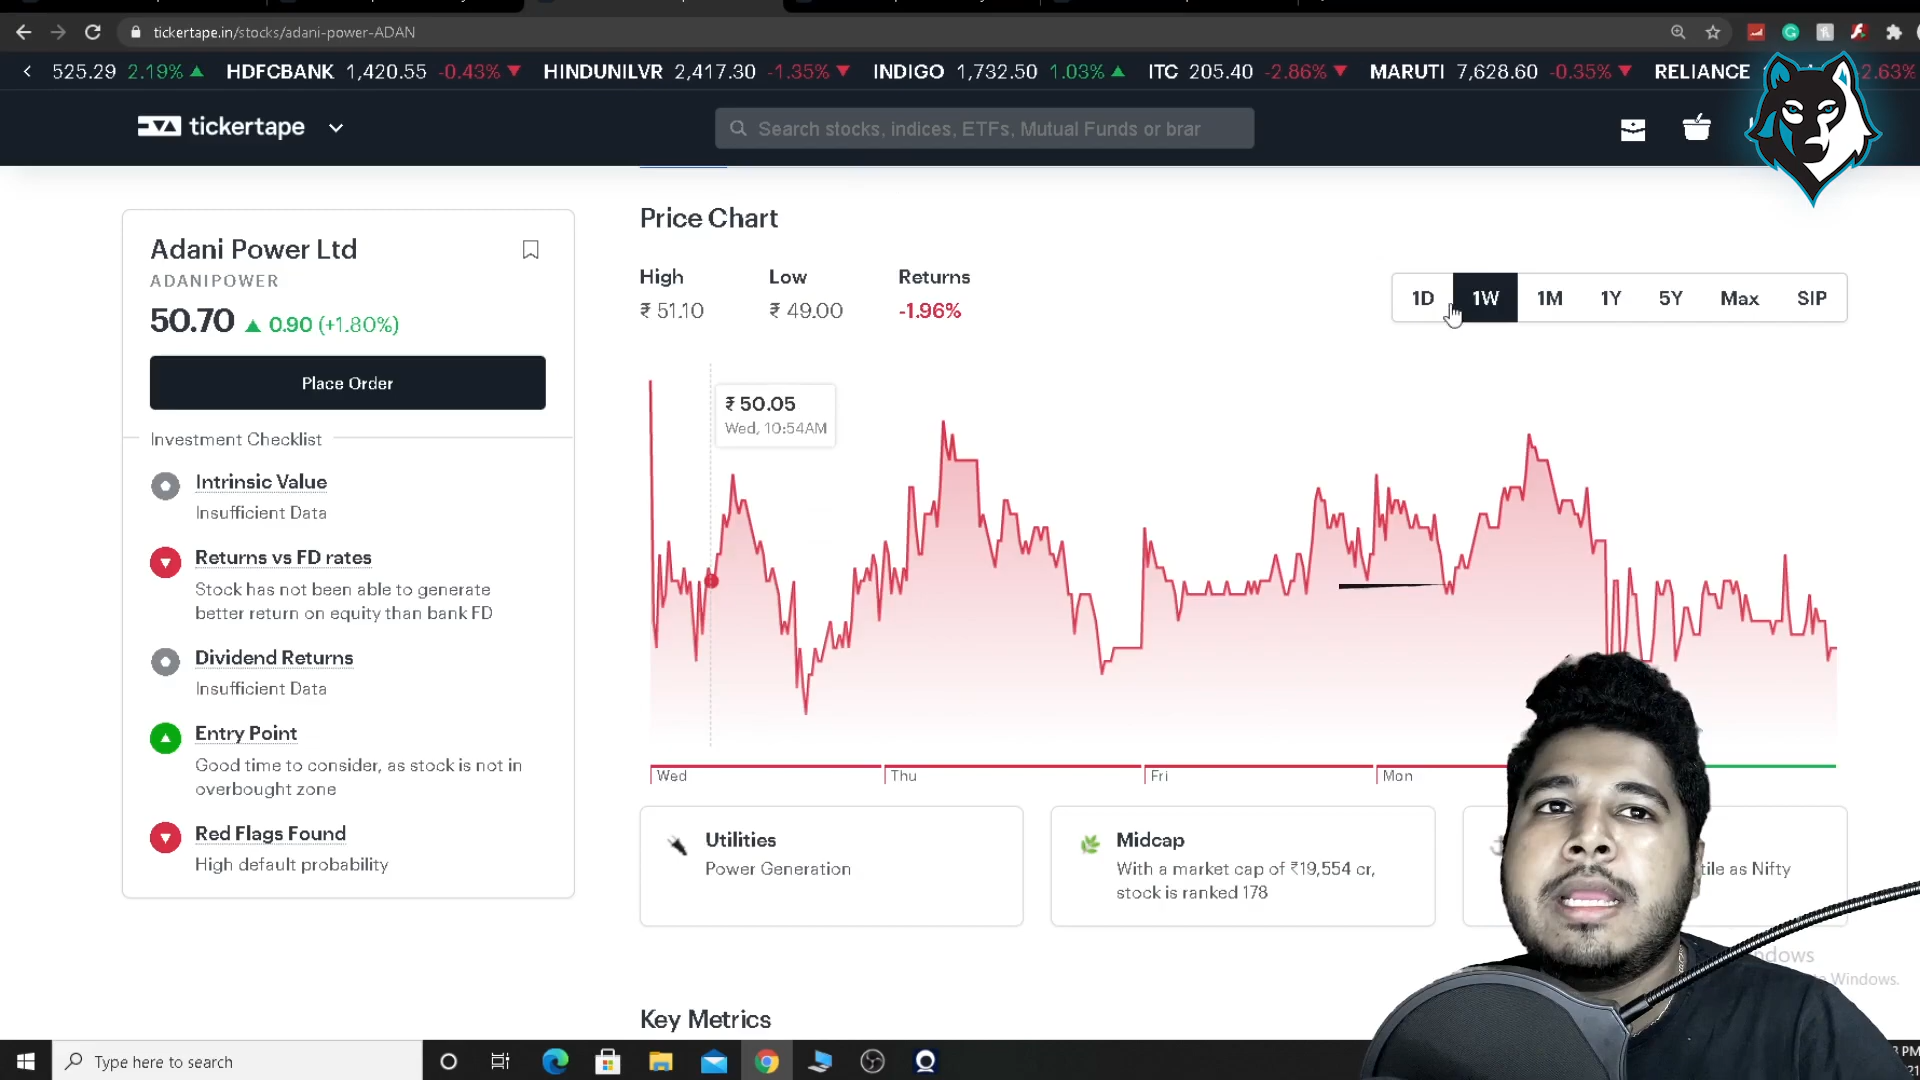 tickertape.in/stocks/adani-power-ADAN
525.29 2.19% ▲ HDFCBANK 1,420.55 -0.43% ▼ HINDUNILVR 2,417.30 -1.35% ▼ INDIGO 1,732.50 1.03% ▲ ITC 205.40 -2.86% ▼ MARUTI 7,628.60 -0.35% ▼ RELIANCE 2.63%
tickertape
Search stocks, indices, ETFs, Mutual Funds or brar
Adani Power Ltd
ADANIPOWER
50.70 ▲ 0.90 (+1.80%)
Place Order
Investment Checklist
Intrinsic Value
Insufficient Data
Returns vs FD rates
Stock has not been able to generate
better return on equity than bank FD
Dividend Returns
Insufficient Data
Entry Point
Good time to consider, as stock is not in
overbought zone
Red Flags Found
High default probability
Price Chart
High Low Returns
₹ 51.10 ₹ 49.00 -1.96%
1D 1W 1M 1Y 5Y Max SIP
₹ 50.05
Wed, 10:54AM
Wed Thu Fri Mon
Utilities
Power Generation
Midcap
With a market cap of ₹19,554 cr,
stock is ranked 178
as Nifty
Windows.
Key Metrics
Type here to search
PM